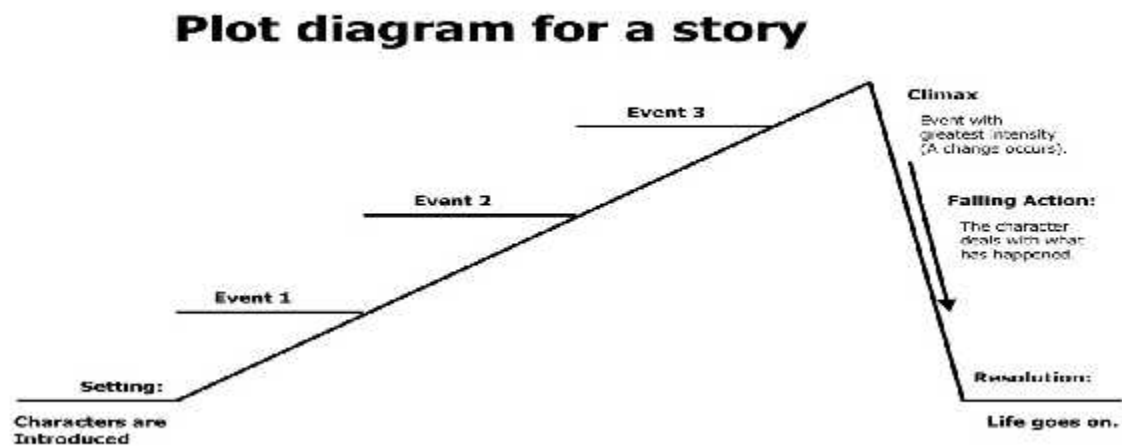 Plot diagram for a story
Climax
Event 3
Event with
greatest intensity
(A change occurs).
Event 2
Falling Action:
The character
deals with what
has happened.
Event 1
Setting:
Resolution:
Characters are
Introduced
Life goes on.